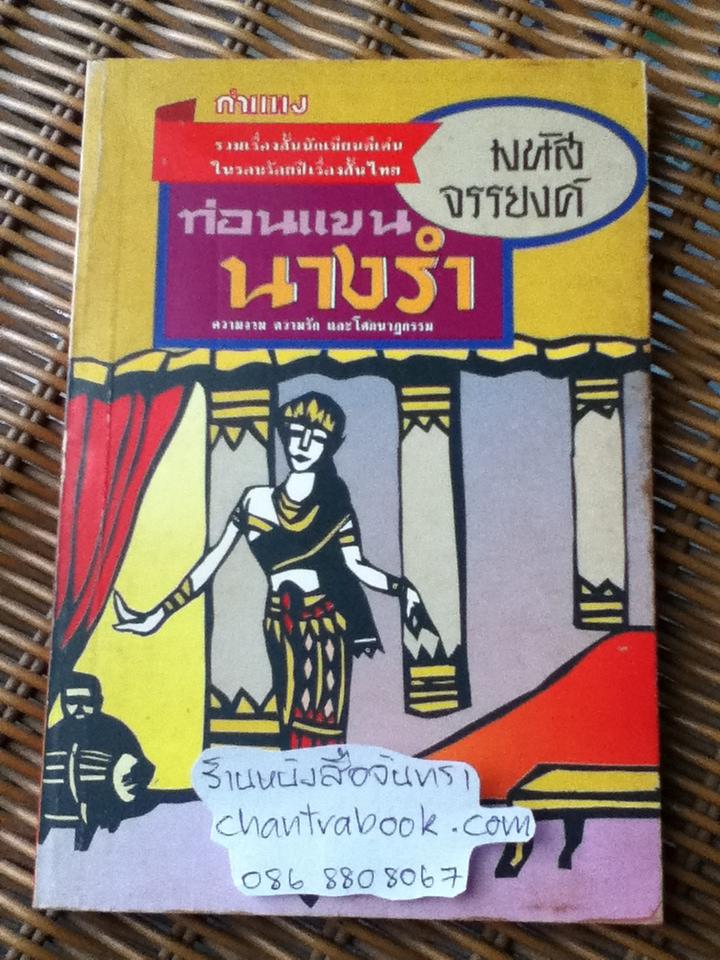 กำแพง
รวมเรื่องสั้นนักเขียนดีเด่น
ในรอบร้อยปีเรื่องสั้นไทย
มนัส
จรรยงค์
ท่อนแขน
นางรำ
ความงาม ความรัก และโศกนาฏกรรม
ร้านหนังสือจันทรา
chantrabook.com
086 8808067